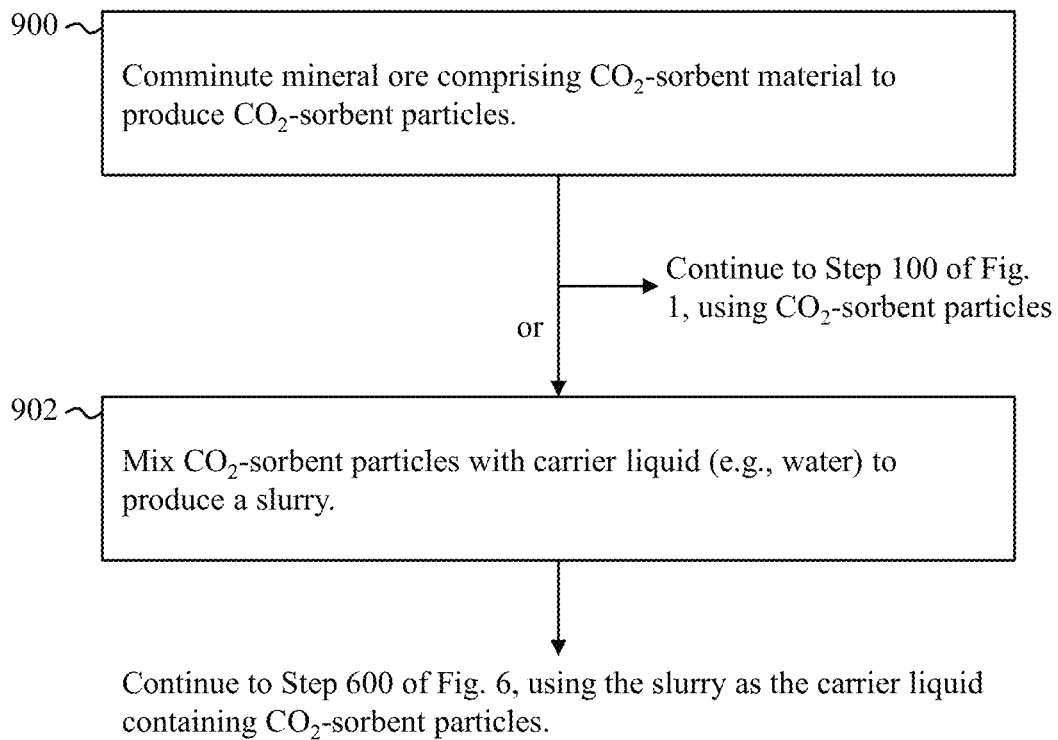 900
Comminute mineral ore comprising CO₂-sorbent material to
produce CO₂-sorbent particles.
Continue to Step 100 of Fig.
1, using CO₂-sorbent particles
or
902
Mix CO₂-sorbent particles with carrier liquid (e.g., water) to
produce a slurry.
Continue to Step 600 of Fig. 6, using the slurry as the carrier liquid
containing CO₂-sorbent particles.